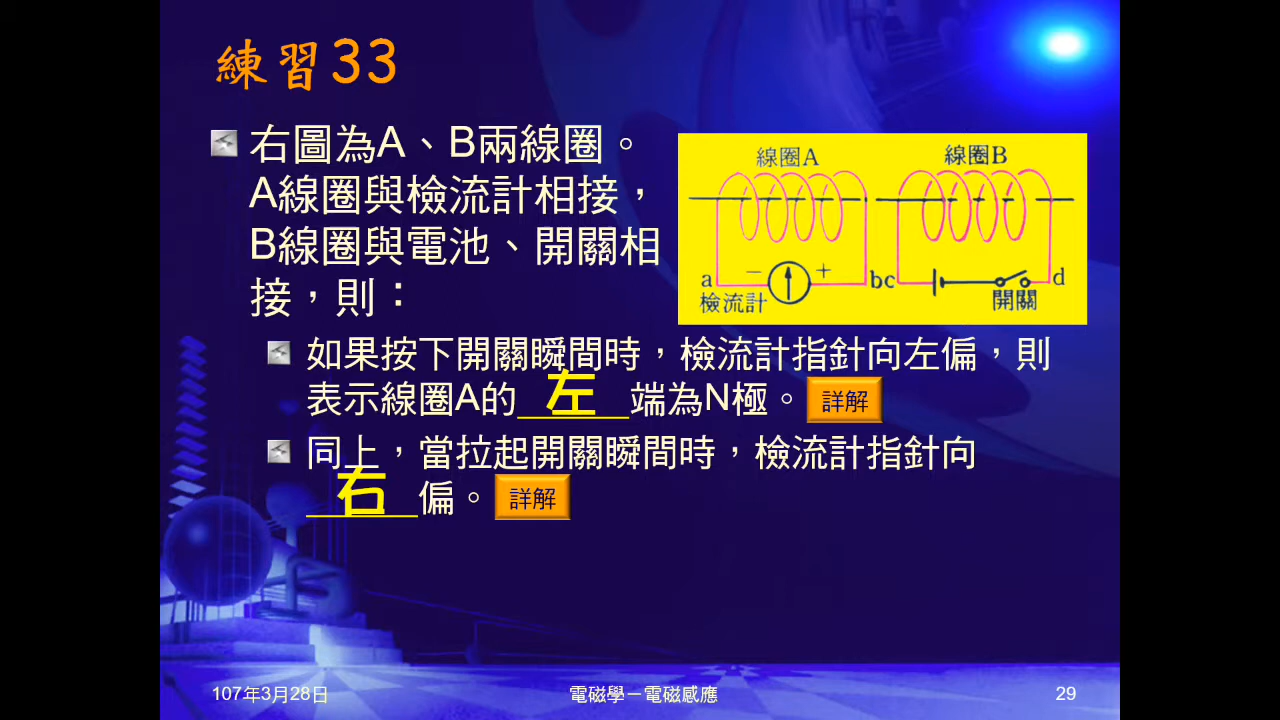 練習33
右圖為A、B兩線圈。
A線圈與檢流計相接，
B線圈與電池、開關相
接，則：
線圈A
線圈B
a
－
＋
bc
d
檢流計
開關
如果按下開關瞬間時，檢流計指針向左偏，則
表示線圈A的 左 端為N極。 詳解
同上，當拉起開關瞬間時，檢流計指針向
右 偏。 詳解
107年3月28日
電磁學－電磁感應
29